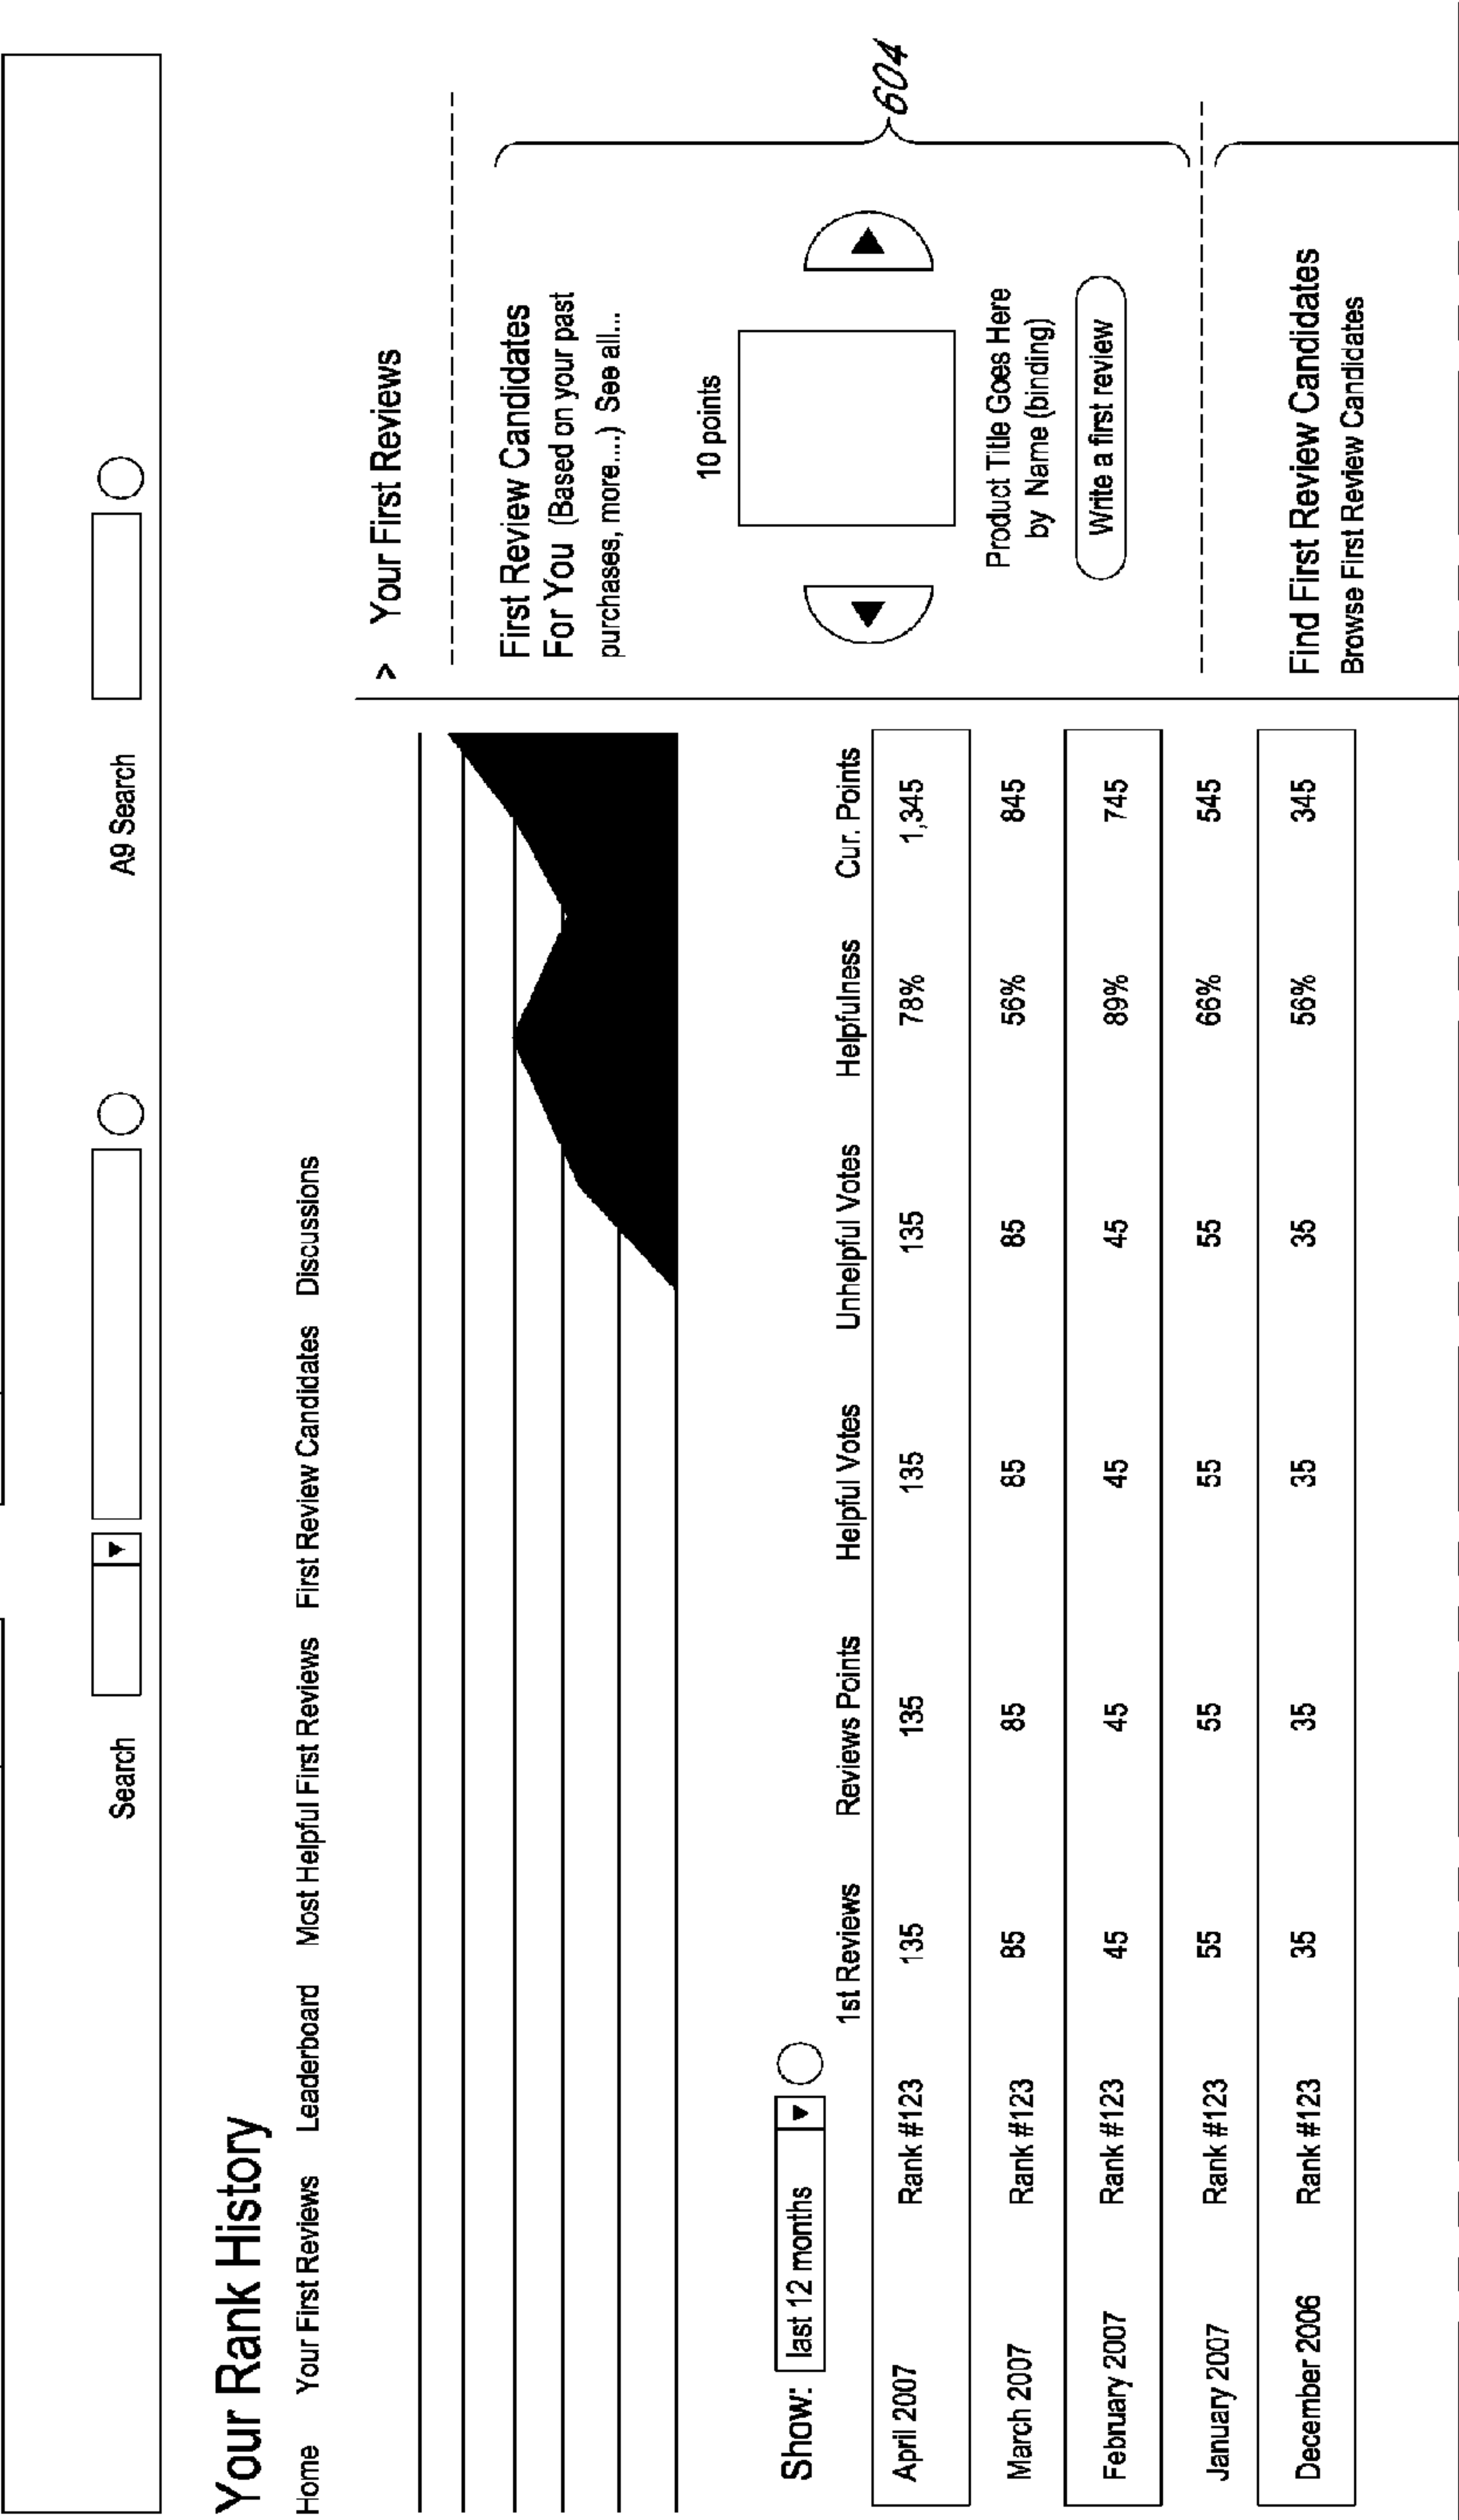 Search A9 Search
Your Rank History
Home Your First Reviews Leaderboard Most Helpful First Reviews First Review Candidates Discussions
Show: last 12 months
1st Reviews Reviews Points Helpful Votes Unhelpful Votes Helpfulness Cur. Points
April 2007 Rank #123 135 135 135 135 78% 1,345
March 2007 Rank #123 85 85 85 85 56% 845
February 2007 Rank #123 45 45 45 45 89% 745
January 2007 Rank #123 55 55 55 55 66% 545
December 2006 Rank #123 35 35 35 35 56% 345
> Your First Reviews
First Review Candidates
For You (Based on your past
purchases, more....) See all...
10 points
Product Title Goes Here
by Name (binding)
Write a first review
604
Find First Review Candidates
Browse First Review Candidates